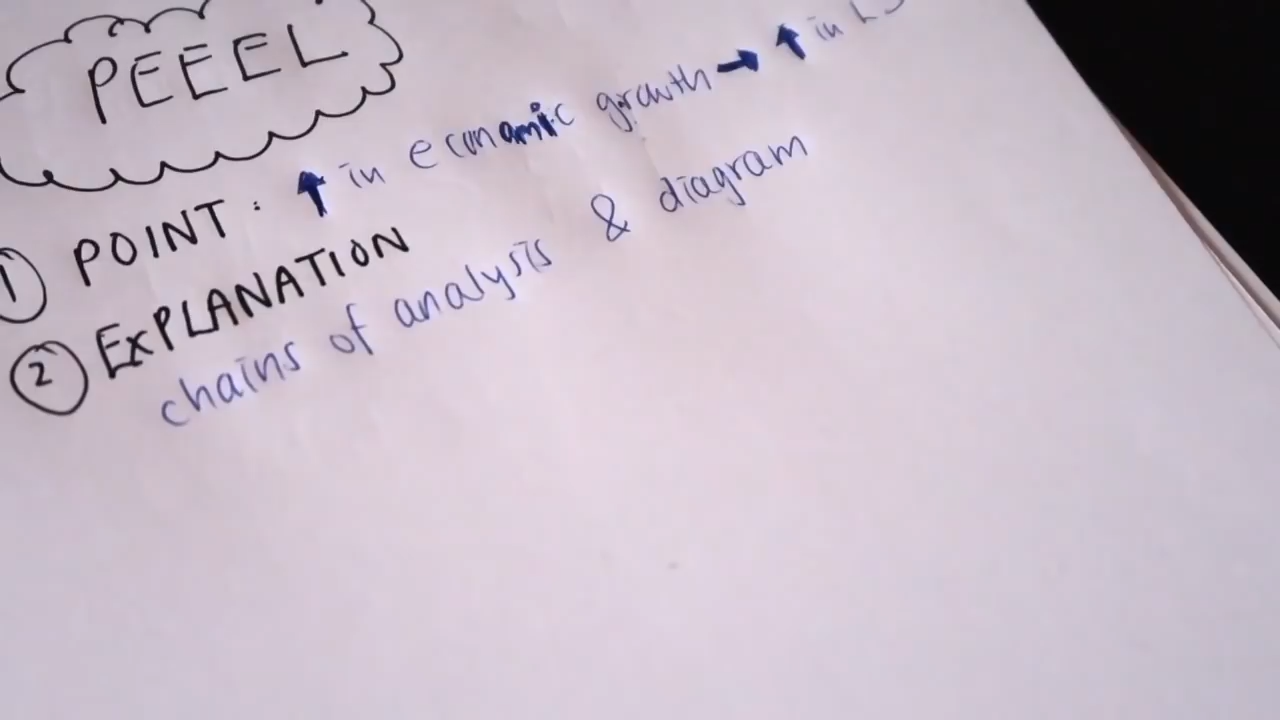 PEEEL
① POINT: ↑ in economic growth → ↑ in
② EXPLANATION
chains of analysis & diagram